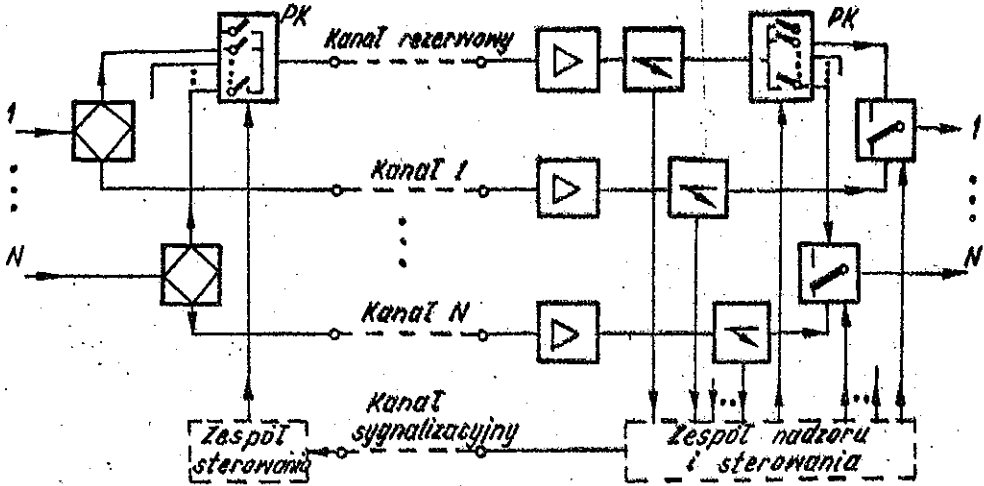 PK
PK
Kanał rezerwowy
1
1
Kanał 1
N
N
Kanał N
Kanał
sygnalizacyjny
Zespół
sterowania
Zespół nadzoru
i sterowania